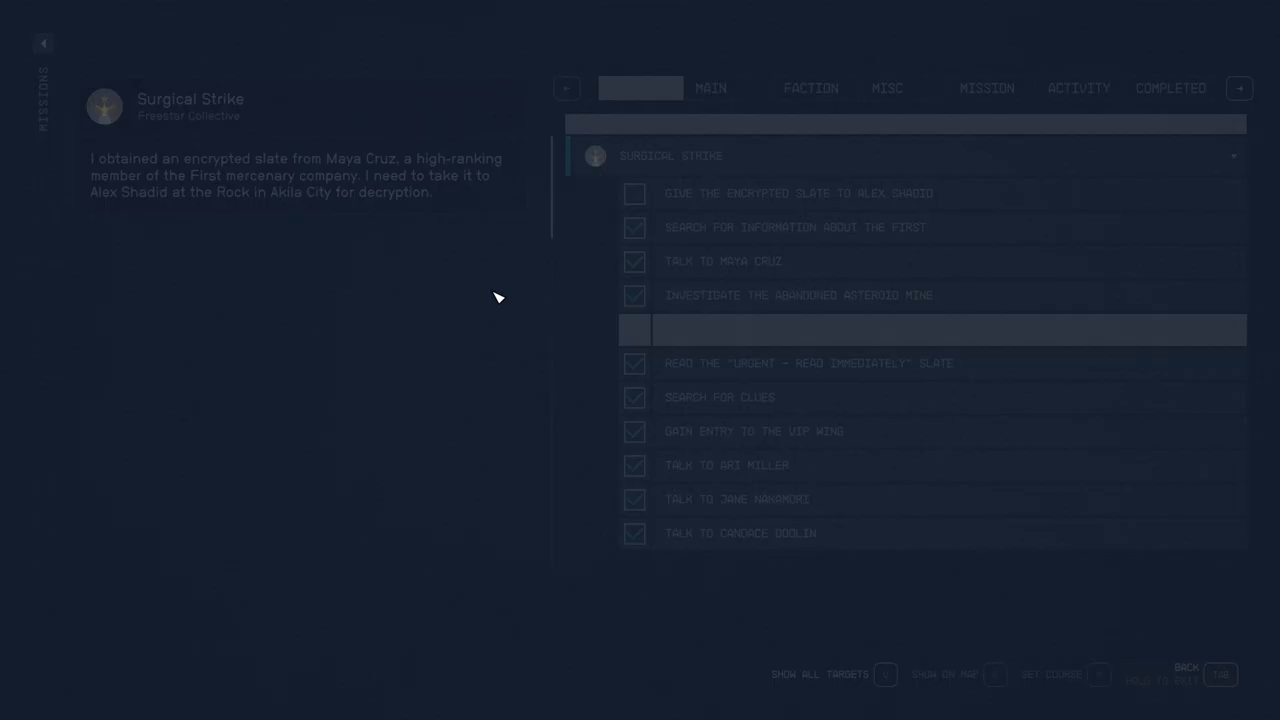 MISSIONS
Surgical Strike
Freestar Collective
I obtained an encrypted slate from Maya Cruz, a high-ranking
member of the First mercenary company. I need to take it to
Alex Shadid at the Rock in Akila City for decryption.
MAIN FACTION MISC MISSION ACTIVITY COMPLETED
SURGICAL STRIKE
GIVE THE ENCRYPTED SLATE TO ALEX SHADID
SEARCH FOR INFORMATION ABOUT THE FIRST
TALK TO MAYA CRUZ
INVESTIGATE THE ABANDONED ASTEROID MINE
READ THE "URGENT - READ IMMEDIATELY" SLATE
SEARCH FOR CLUES
GAIN ENTRY TO THE VIP WING
TALK TO ARI MILLER
TALK TO JANE NAKAMORI
TALK TO CANDACE DOOLIN
SHOW ALL TARGETS SHOW ON MAP SET COURSE BACK TAB
HOLD TO EXIT